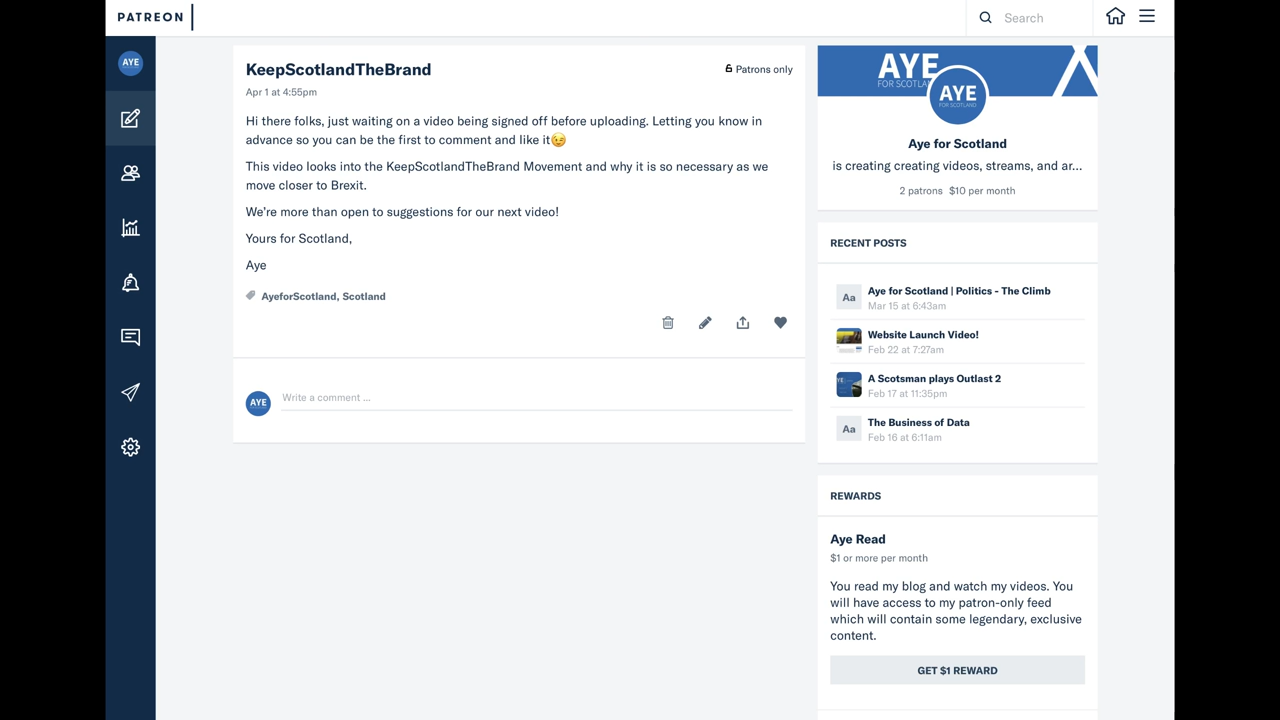 PATREON
Search
AYE
KeepScotlandTheBrand
Patrons only
Apr 1 at 4:55pm
Hi there folks, just waiting on a video being signed off before uploading. Letting you know in
advance so you can be the first to comment and like it😉
This video looks into the KeepScotlandTheBrand Movement and why it is so necessary as we
move closer to Brexit.
We’re more than open to suggestions for our next video!
Yours for Scotland,
Aye
AyeforScotland, Scotland
AYE
Write a comment ...
AYE
FOR SCOTLA
AYE
FOR SCOTLAND
Aye for Scotland
is creating creating videos, streams, and ar...
2 patrons $10 per month
RECENT POSTS
Aa
Aye for Scotland | Politics - The Climb
Mar 15 at 6:43am
Website Launch Video!
Feb 22 at 7:27am
A Scotsman plays Outlast 2
Feb 17 at 11:35pm
Aa
The Business of Data
Feb 16 at 6:11am
REWARDS
Aye Read
$1 or more per month
You read my blog and watch my videos. You
will have access to my patron-only feed
which will contain some legendary, exclusive
content.
GET $1 REWARD